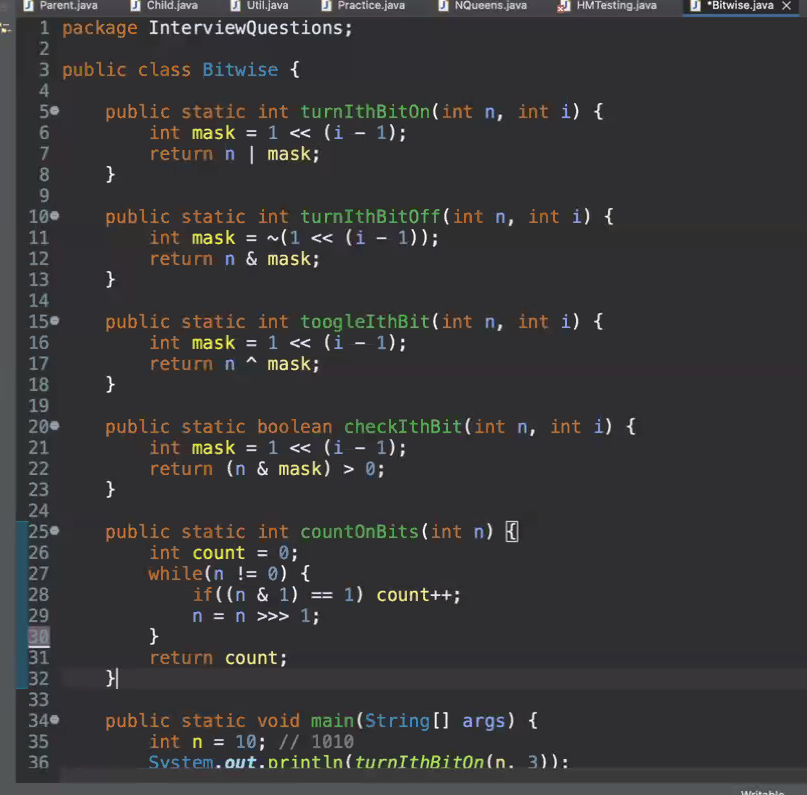 Parent.java Child.java Util.java Practice.java NQueens.java HMTesting.java *Bitwise.java
1 package InterviewQuestions;
2
3 public class Bitwise {
4
5 public static int turnIthBitOn(int n, int i) {
6 int mask = 1 << (i - 1);
7 return n | mask;
8 }
9
10 public static int turnIthBitOff(int n, int i) {
11 int mask = ~(1 << (i - 1));
12 return n & mask;
13 }
14
15 public static int toogleIthBit(int n, int i) {
16 int mask = 1 << (i - 1);
17 return n ^ mask;
18 }
19
20 public static boolean checkIthBit(int n, int i) {
21 int mask = 1 << (i - 1);
22 return (n & mask) > 0;
23 }
24
25 public static int countOnBits(int n) {
26 int count = 0;
27 while(n != 0) {
28 if((n & 1) == 1) count++;
29 n = n >>> 1;
30 }
31 return count;
32 }
33
34 public static void main(String[] args) {
35 int n = 10; // 1010
36 System.out.println(turnIthBitOn(n, 3));
Writable